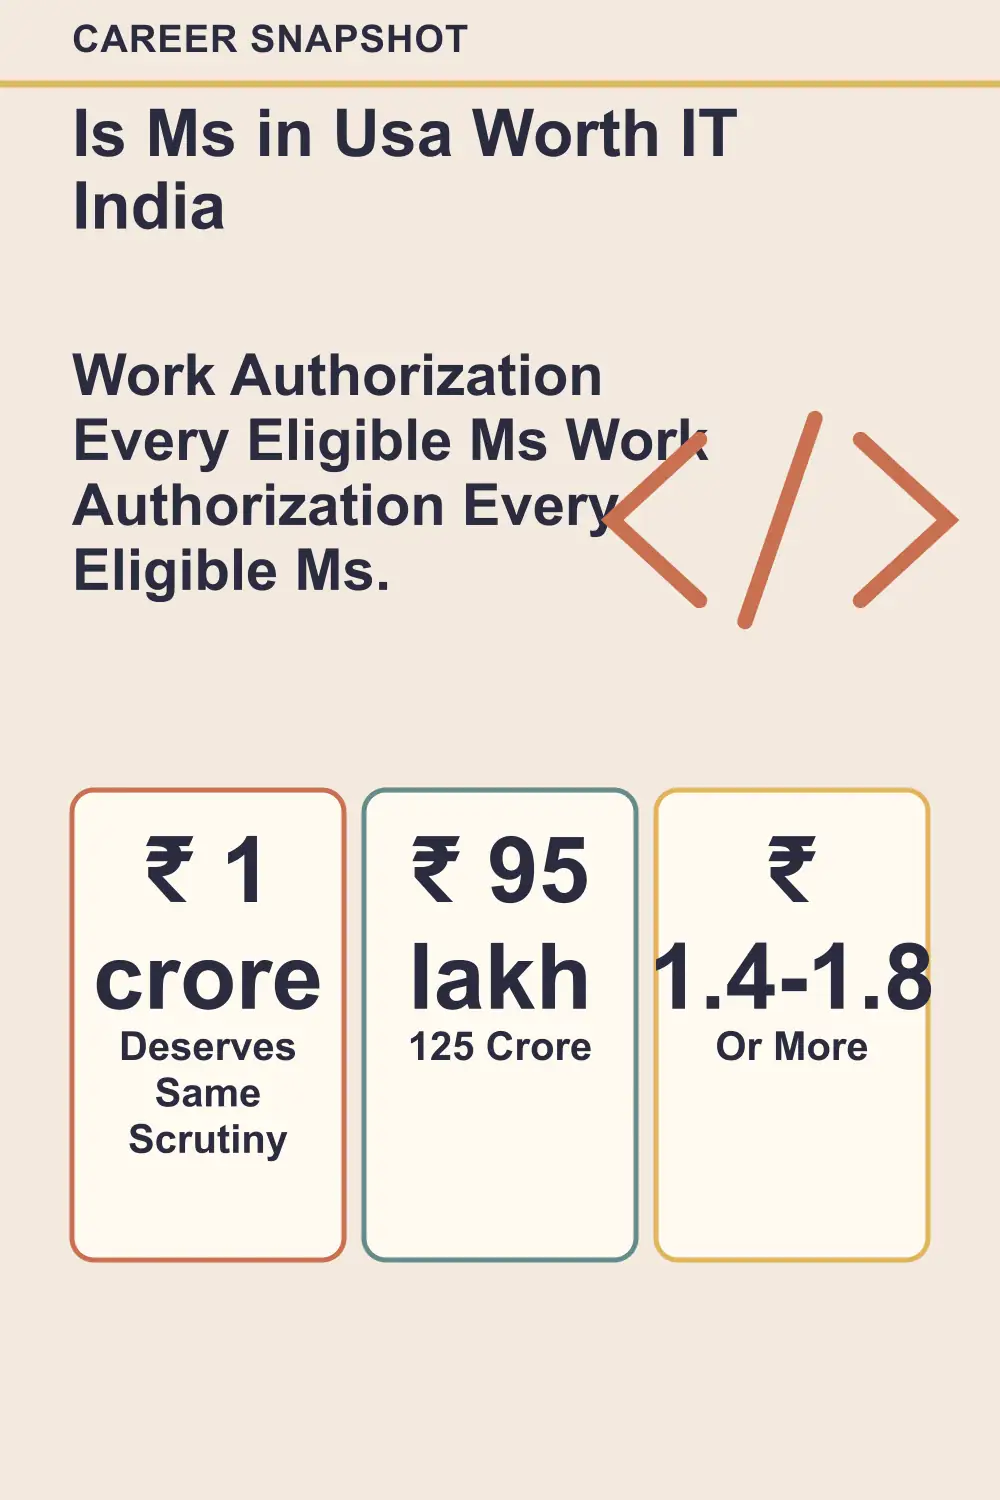 CAREER SNAPSHOT
Is Ms in Usa Worth IT
India
Work Authorization
Every Eligible Ms Work
Authorization Every
Eligible Ms.
₹ 1
crore
Deserves
Same
Scrutiny
₹ 95
lakh
125 Crore
₹
1.4-1.8
Or More